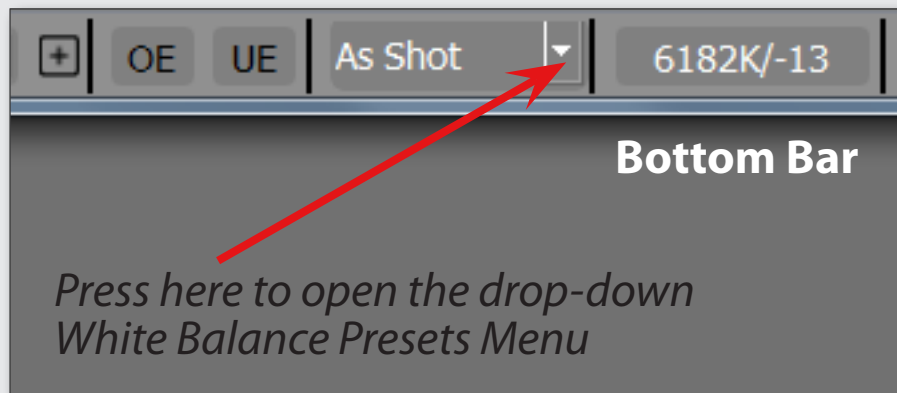 + OE UE As Shot 6182K/-13
Bottom Bar
Press here to open the drop-down
White Balance Presets Menu